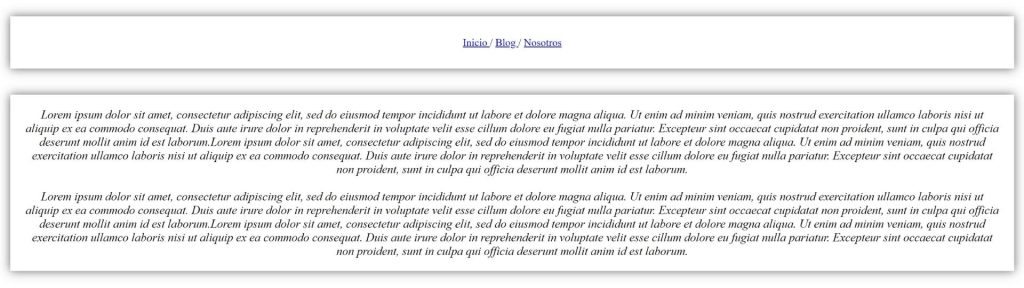 Inicio / Blog / Nosotros
Lorem ipsum dolor sit amet, consectetur adipiscing elit, sed do eiusmod tempor incididunt ut labore et dolore magna aliqua. Ut enim ad minim veniam, quis nostrud exercitation ullamco laboris nisi ut
aliquip ex ea commodo consequat. Duis aute irure dolor in reprehenderit in voluptate velit esse cillum dolore eu fugiat nulla pariatur. Excepteur sint occaecat cupidatat non proident, sunt in culpa qui officia
deserunt mollit anim id est laborum.Lorem ipsum dolor sit amet, consectetur adipiscing elit, sed do eiusmod tempor incididunt ut labore et dolore magna aliqua. Ut enim ad minim veniam, quis nostrud
exercitation ullamco laboris nisi ut aliquip ex ea commodo consequat. Duis aute irure dolor in reprehenderit in voluptate velit esse cillum dolore eu fugiat nulla pariatur. Excepteur sint occaecat cupidatat
non proident, sunt in culpa qui officia deserunt mollit anim id est laborum.
Lorem ipsum dolor sit amet, consectetur adipiscing elit, sed do eiusmod tempor incididunt ut labore et dolore magna aliqua. Ut enim ad minim veniam, quis nostrud exercitation ullamco laboris nisi ut
aliquip ex ea commodo consequat. Duis aute irure dolor in reprehenderit in voluptate velit esse cillum dolore eu fugiat nulla pariatur. Excepteur sint occaecat cupidatat non proident, sunt in culpa qui officia
deserunt mollit anim id est laborum.Lorem ipsum dolor sit amet, consectetur adipiscing elit, sed do eiusmod tempor incididunt ut labore et dolore magna aliqua. Ut enim ad minim veniam, quis nostrud
exercitation ullamco laboris nisi ut aliquip ex ea commodo consequat. Duis aute irure dolor in reprehenderit in voluptate velit esse cillum dolore eu fugiat nulla pariatur. Excepteur sint occaecat cupidatat
non proident, sunt in culpa qui officia deserunt mollit anim id est laborum.